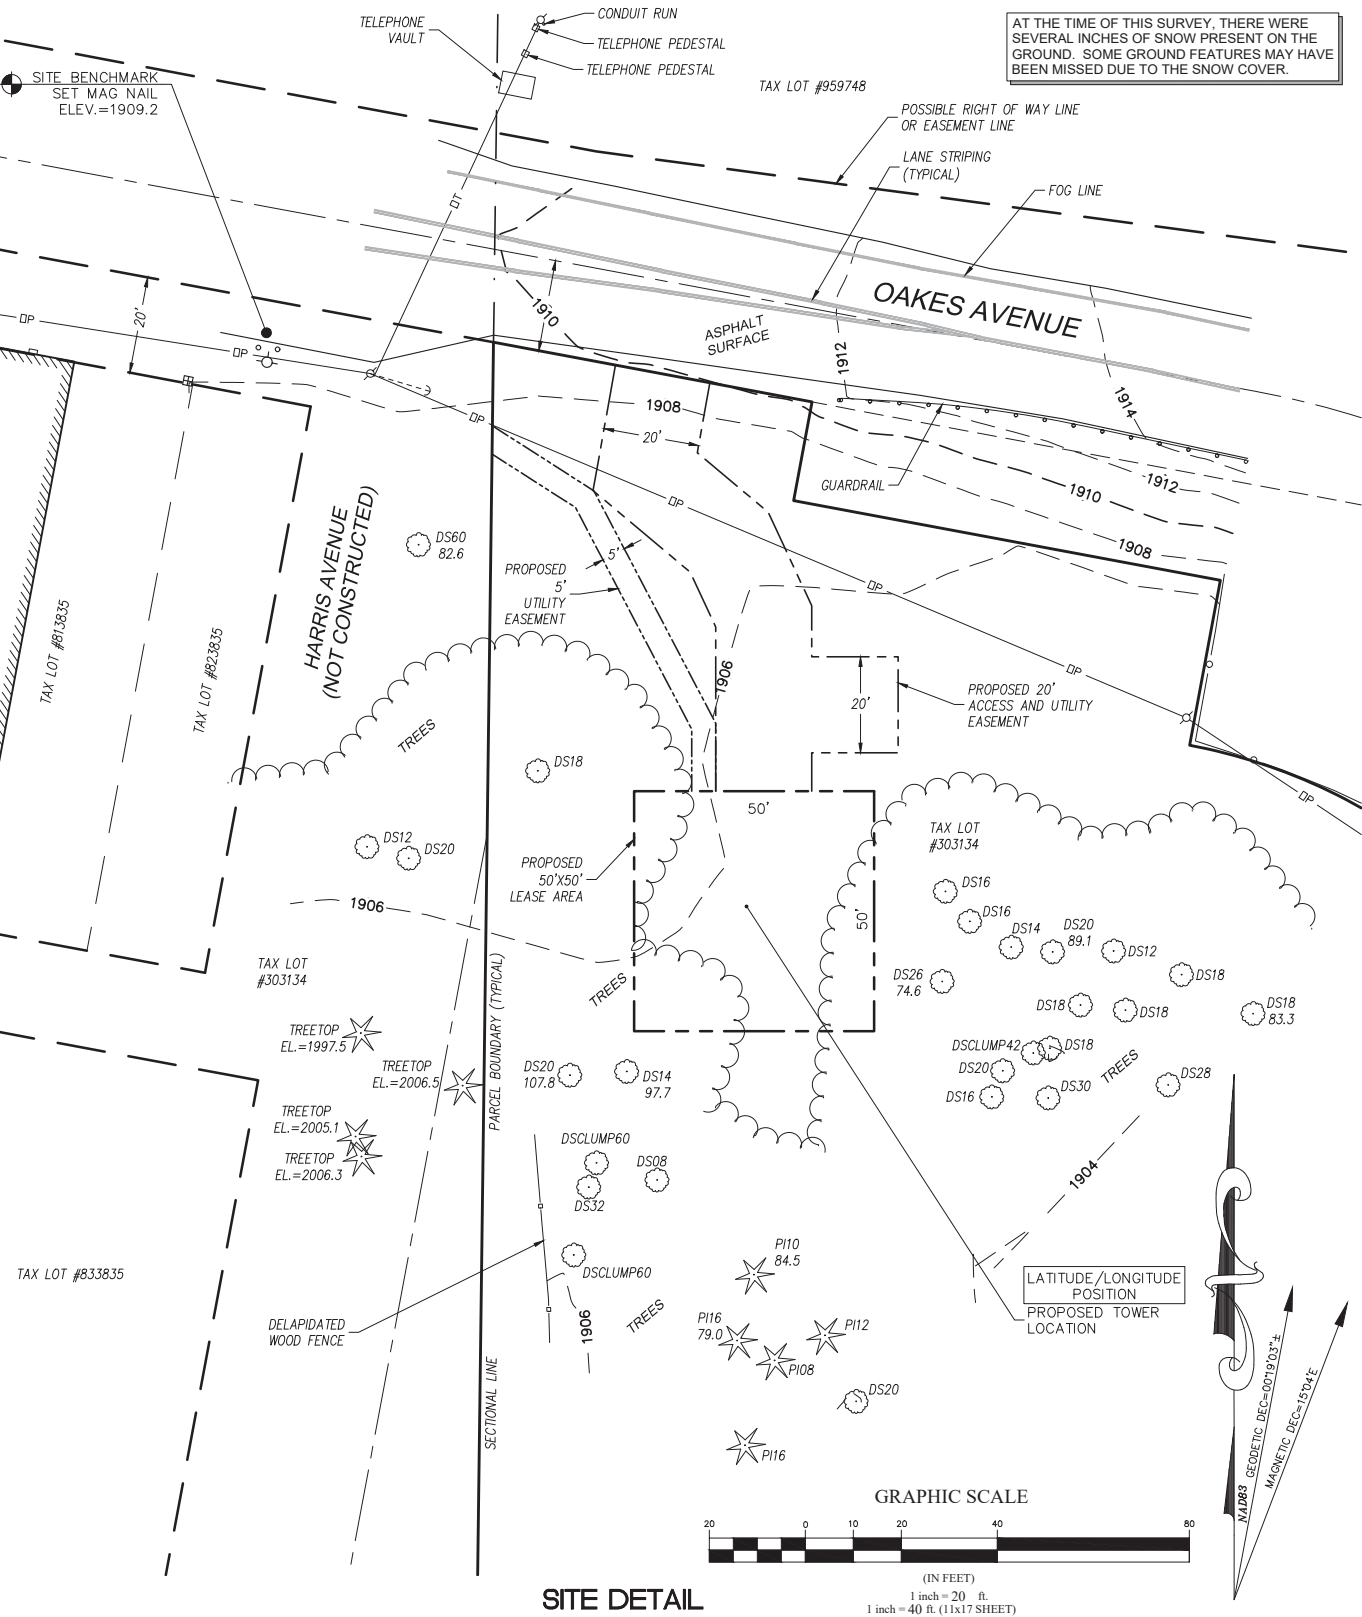 AT THE TIME OF THIS SURVEY, THERE WERE
SEVERAL INCHES OF SNOW PRESENT ON THE
GROUND. SOME GROUND FEATURES MAY HAVE
BEEN MISSED DUE TO THE SNOW COVER.
TELEPHONE
VAULT
CONDUIT RUN
TELEPHONE PEDESTAL
TELEPHONE PEDESTAL
TAX LOT #959748
SITE BENCHMARK
SET MAG NAIL
ELEV.=1909.2
POSSIBLE RIGHT OF WAY LINE
OR EASEMENT LINE
LANE STRIPING
(TYPICAL)
FOG LINE
OT
OAKES AVENUE
ASPHALT
SURFACE
20'
1910
1912
1914
OP
OP
OP
1908
20'
GUARDRAIL
1912
1910
1908
OP
HARRIS AVENUE
(NOT CONSTRUCTED)
DS60
82.6
5'
PROPOSED
5'
UTILITY
EASEMENT
OP
TAX LOT #813835
TAX LOT #823835
1906
OP
PROPOSED 20'
ACCESS AND UTILITY
EASEMENT
20'
TREES
DS18
OP
50'
DS12
DS20
PROPOSED
50'X50'
LEASE AREA
TAX LOT
#303134
50'
1906
DS16
DS16
DS14
DS20
89.1
DS12
DS18
TAX LOT
#303134
PARCEL BOUNDARY (TYPICAL)
TREES
DS26
74.6
DS18
DS18
DS18
83.3
TREETOP
EL.=1997.5
TREETOP
EL.=2006.5
DS20
107.8
DS14
97.7
DSCLUMP42
DS18
DS20
DS16
DS30
TREES
DS28
TREETOP
EL.=2005.1
TREETOP
EL.=2006.3
DSCLUMP60
DS08
DS32
1904
TAX LOT #833835
DSCLUMP60
PI10
84.5
LATITUDE/LONGITUDE
POSITION
PROPOSED TOWER
LOCATION
DELAPIDATED
WOOD FENCE
1906
TREES
PI16
79.0
PI12
PI08
DS20
SECTIONAL LINE
PI16
NAD83
GEODETIC DEC=00°19'03"±
MAGNETIC DEC=15°04'E
GRAPHIC SCALE
20 0 10 20 40 80
(IN FEET)
1 inch = 20 ft.
1 inch = 40 ft. (11x17 SHEET)
SITE DETAIL